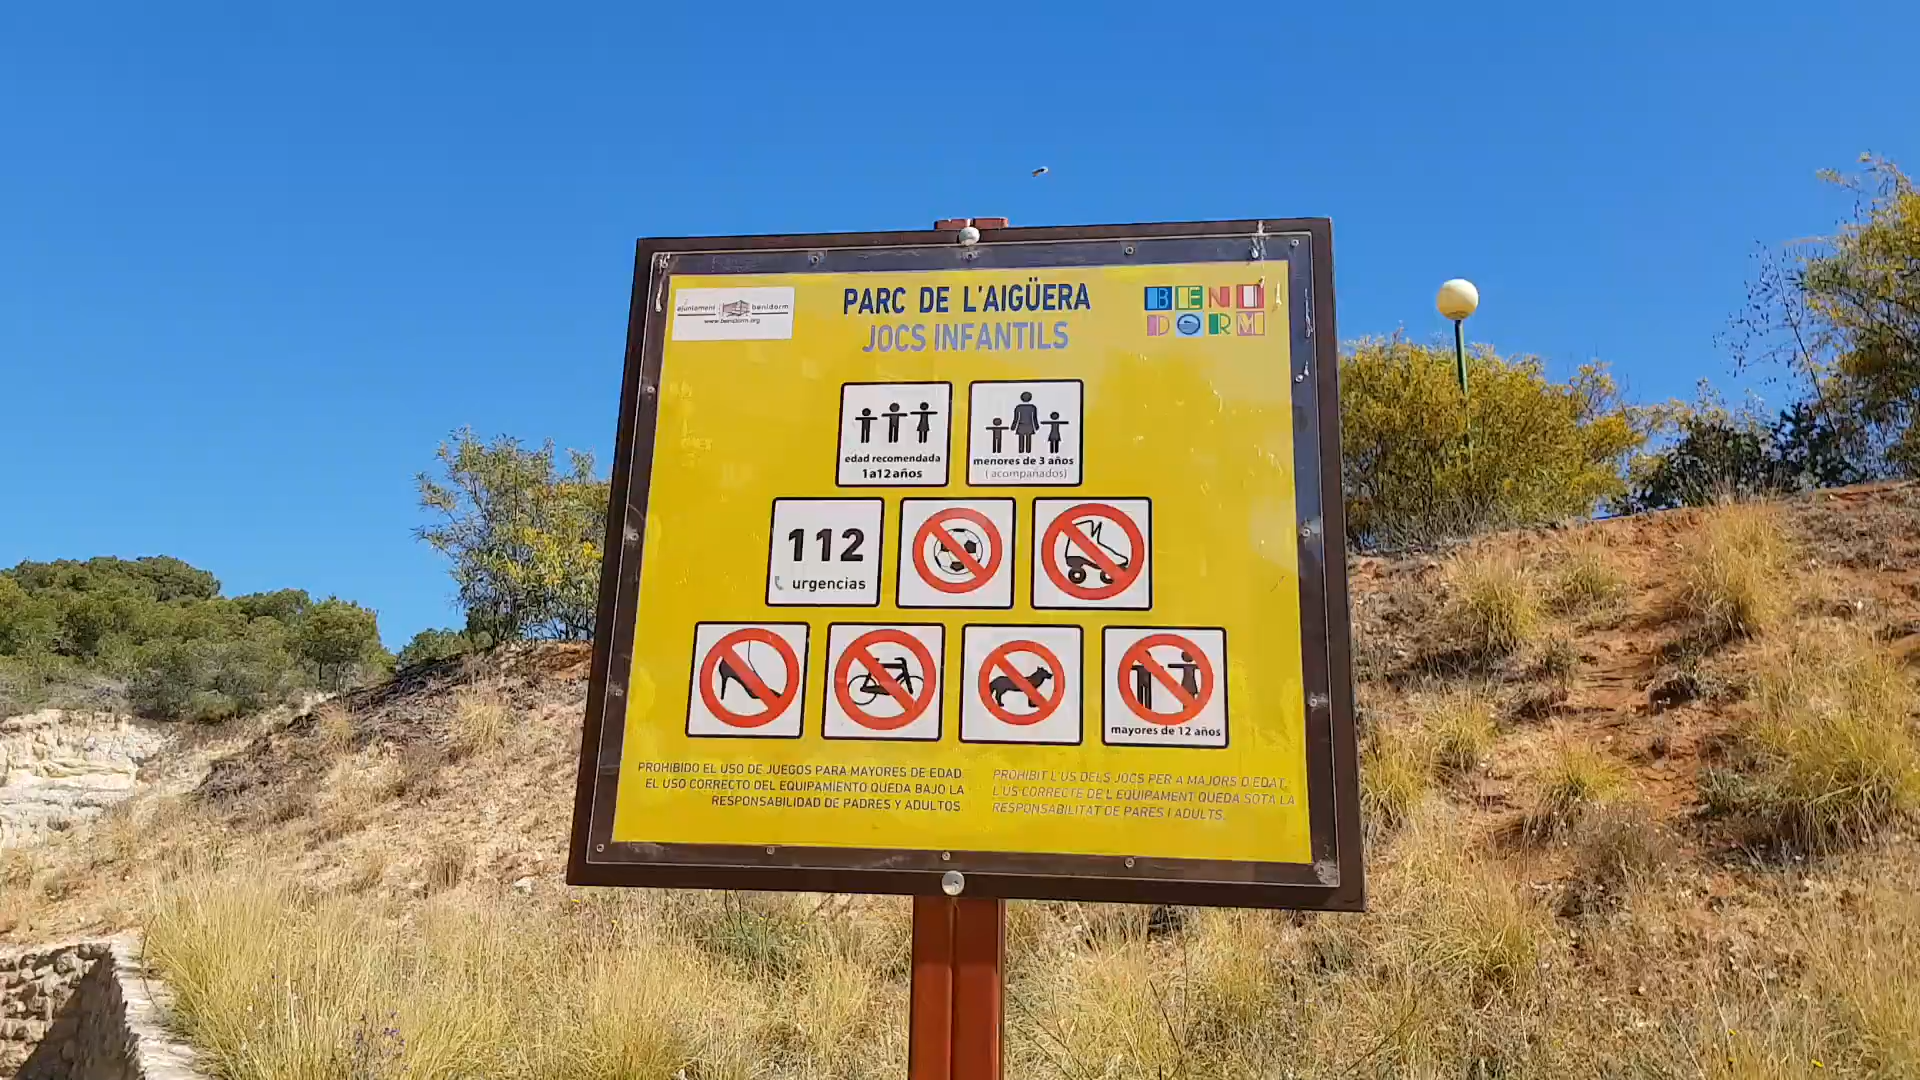 ajuntament benidorm
www.benidorm.org
PARC DE L'AIGÜERA
JOCS INFANTILS
BENI
DORM
edad recomendada
1a12años
menores de 3 años
(acompañados)
112
urgencias
mayores de 12 años
PROHIBIDO EL USO DE JUEGOS PARA MAYORES DE EDAD.
EL USO CORRECTO DEL EQUIPAMIENTO QUEDA BAJO LA
RESPONSABILIDAD DE PADRES Y ADULTOS.
PROHIBIT L'US DELS JOCS PER A MAJORS D'EDAT.
L'US CORRECTE DE L'EQUIPAMENT QUEDA SOTA LA
RESPONSABILITAT DE PARES I ADULTS.